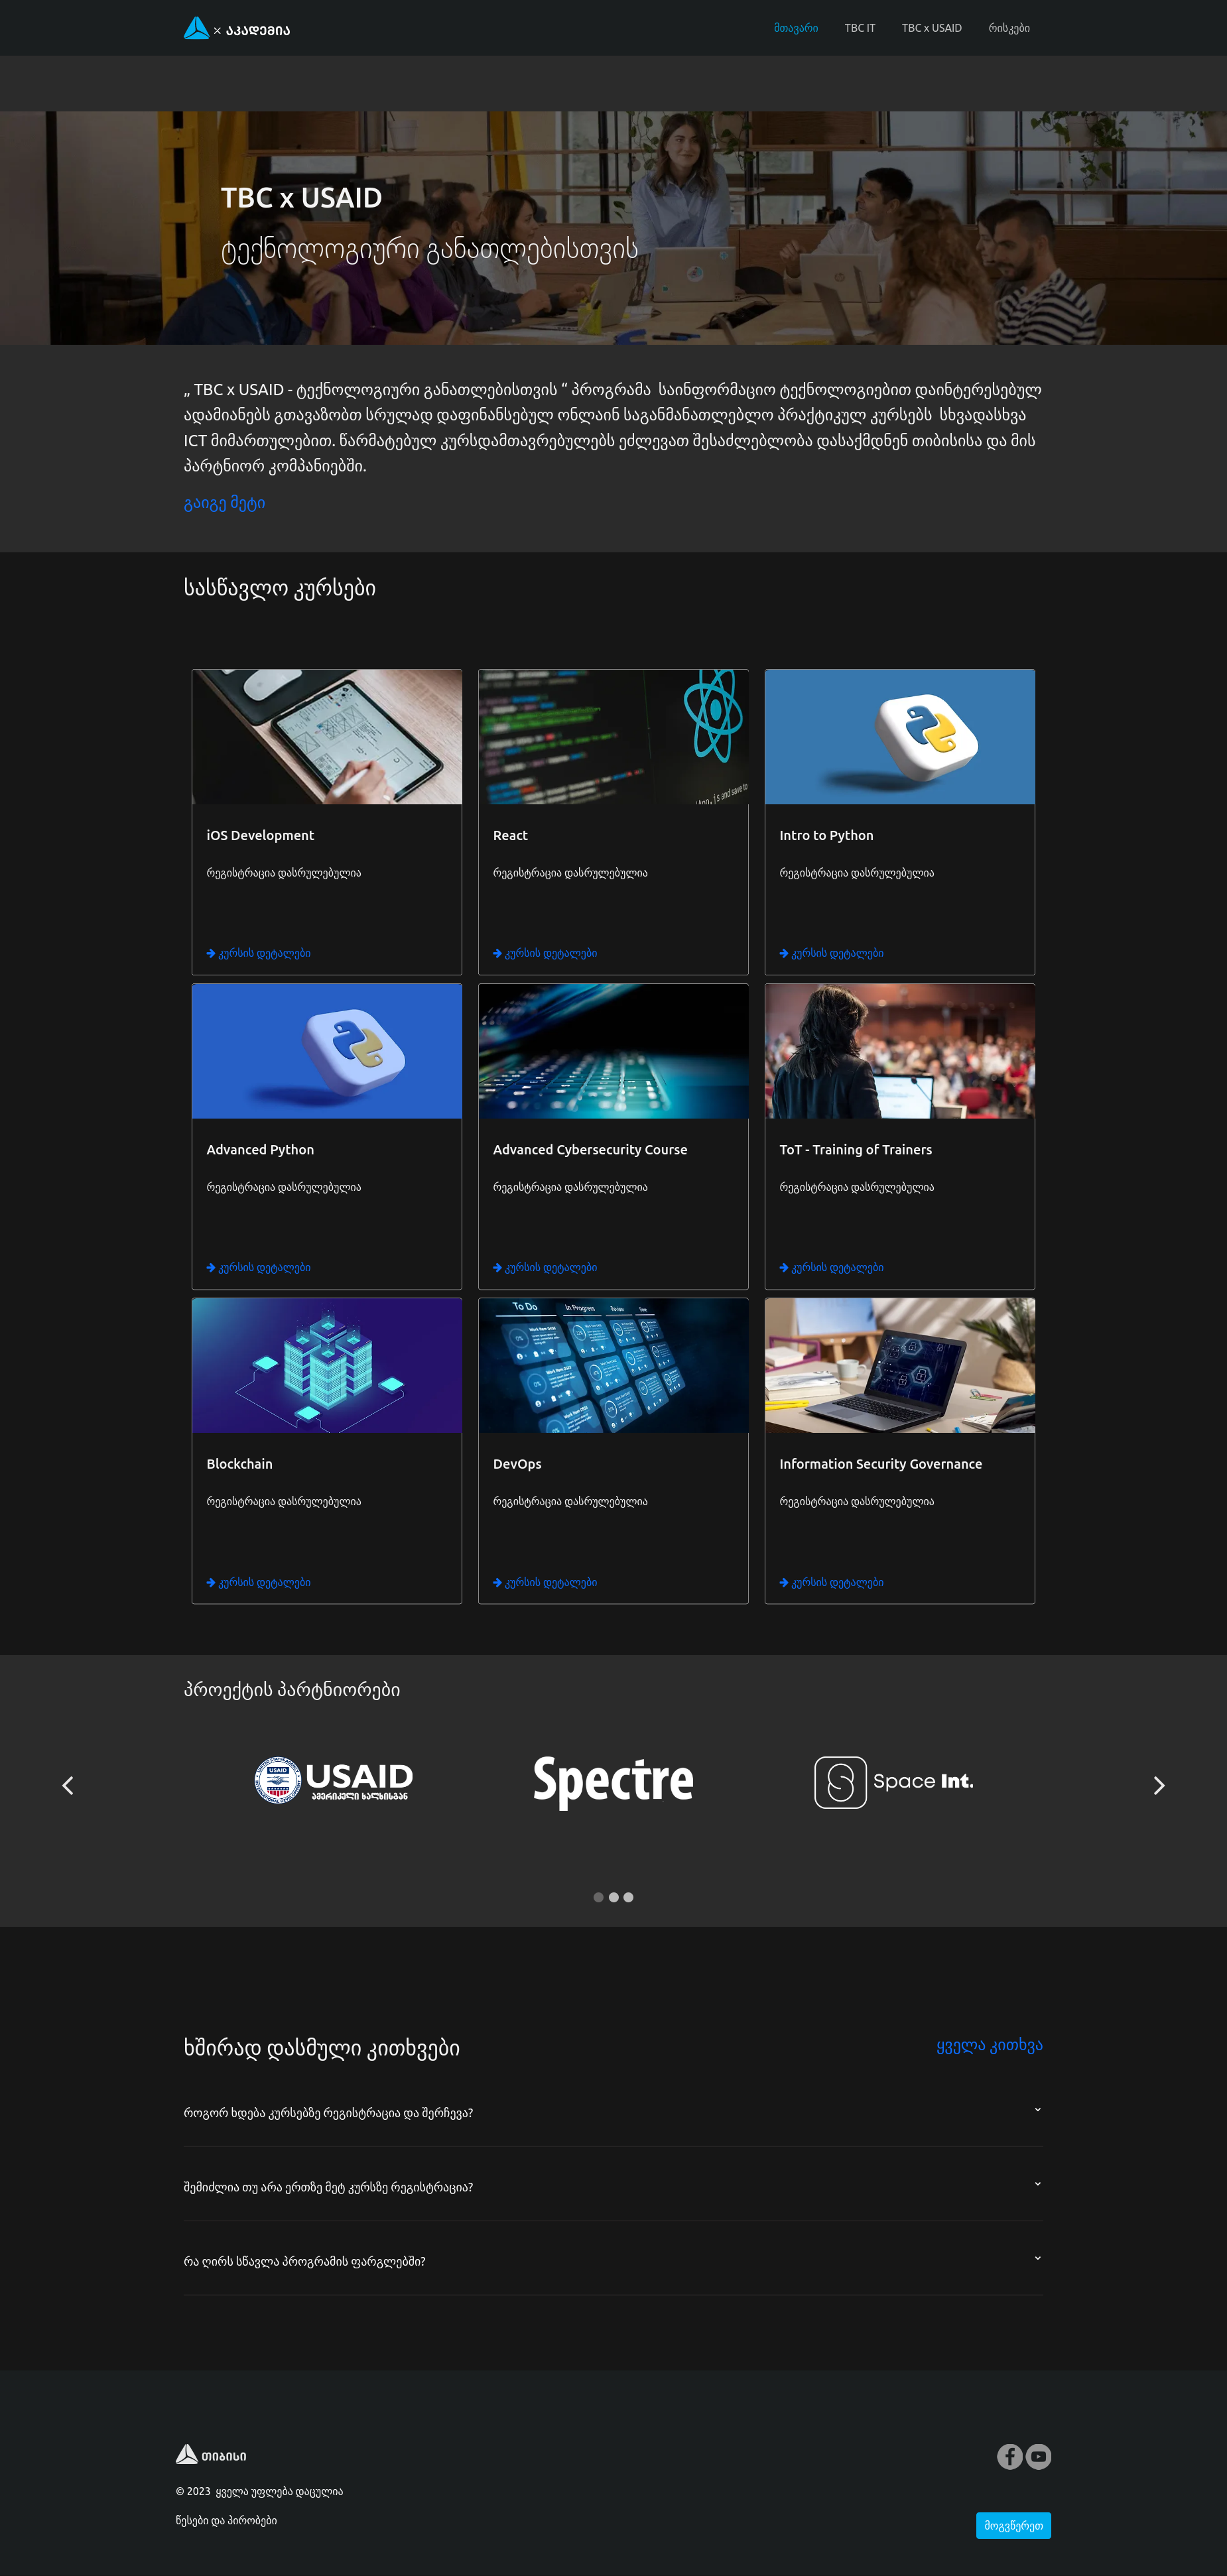 × აკადემია
მთავარი
TBC IT
TBC x USAID
რისკები
TBC x USAID
ტექნოლოგიური განათლებისთვის
„ TBC x USAID - ტექნოლოგიური განათლებისთვის “ პროგრამა საინფორმაციო ტექნოლოგიებით დაინტერესებულ
ადამიანებს გთავაზობთ სრულად დაფინანსებულ ონლაინ საგანმანათლებლო პრაქტიკულ კურსებს სხვადასხვა
ICT მიმართულებით. წარმატებულ კურსდამთავრებულებს ეძლევათ შესაძლებლობა დასაქმდნენ თიბისისა და მის
პარტნიორ კომპანიებში.
გაიგე მეტი
სასწავლო კურსები
iOS Development
რეგისტრაცია დასრულებულია
კურსის დეტალები
React
რეგისტრაცია დასრულებულია
კურსის დეტალები
Intro to Python
რეგისტრაცია დასრულებულია
კურსის დეტალები
Advanced Python
რეგისტრაცია დასრულებულია
კურსის დეტალები
Advanced Cybersecurity Course
რეგისტრაცია დასრულებულია
კურსის დეტალები
ToT - Training of Trainers
რეგისტრაცია დასრულებულია
კურსის დეტალები
To Do
In Progress
Blockchain
რეგისტრაცია დასრულებულია
კურსის დეტალები
DevOps
რეგისტრაცია დასრულებულია
კურსის დეტალები
Information Security Governance
რეგისტრაცია დასრულებულია
კურსის დეტალები
პროექტის პარტნიორები
USAID
USAID
ამერიკელი ხალხისგან
Spectre
Space Int.
ხშირად დასმული კითხვები
ყველა კითხვა
როგორ ხდება კურსებზე რეგისტრაცია და შერჩევა?
შემიძლია თუ არა ერთზე მეტ კურსზე რეგისტრაცია?
რა ღირს სწავლა პროგრამის ფარგლებში?
თიბისი
© 2023 ყველა უფლება დაცულია
წესები და პირობები
მოგვწერეთ